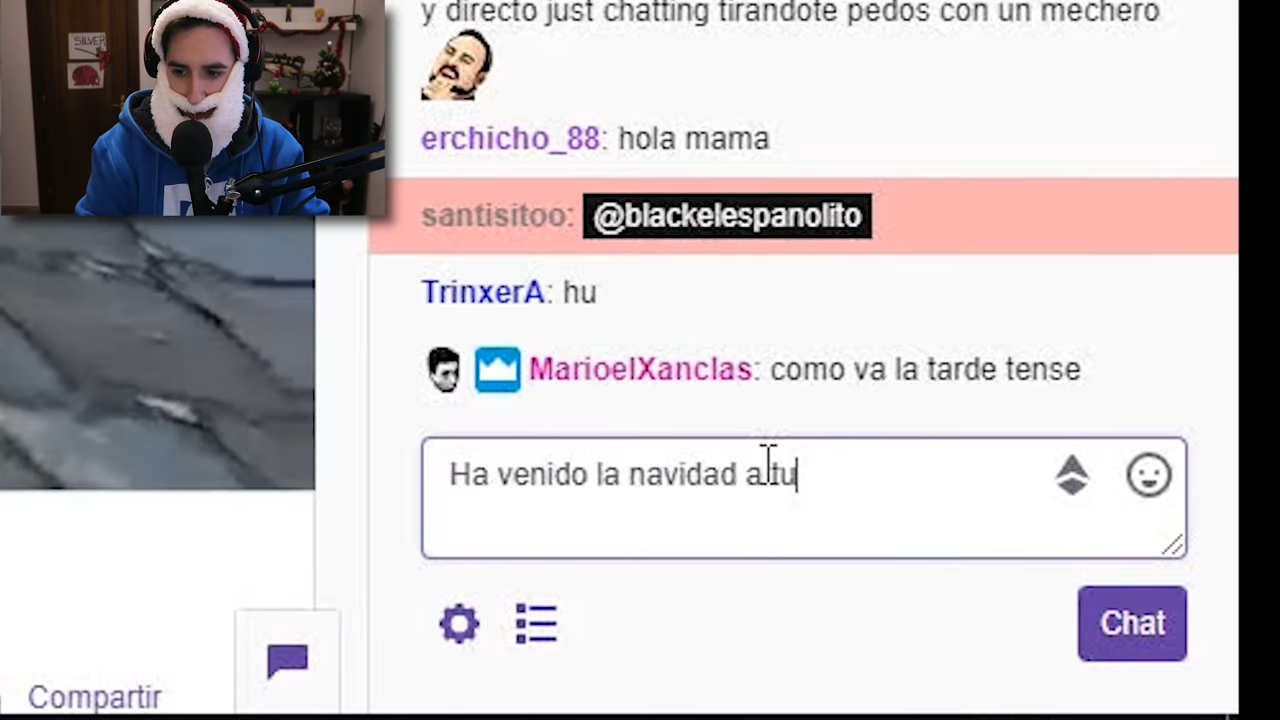 y directo just chatting tirandote pedos con un mechero
SILVER
erchicho_88: hola mama
santisitoo: @blackelespanolito
TrinxerA: hu
MarioelXanclas: como va la tarde tense
Ha venido la navidad a tu
Chat
Compartir